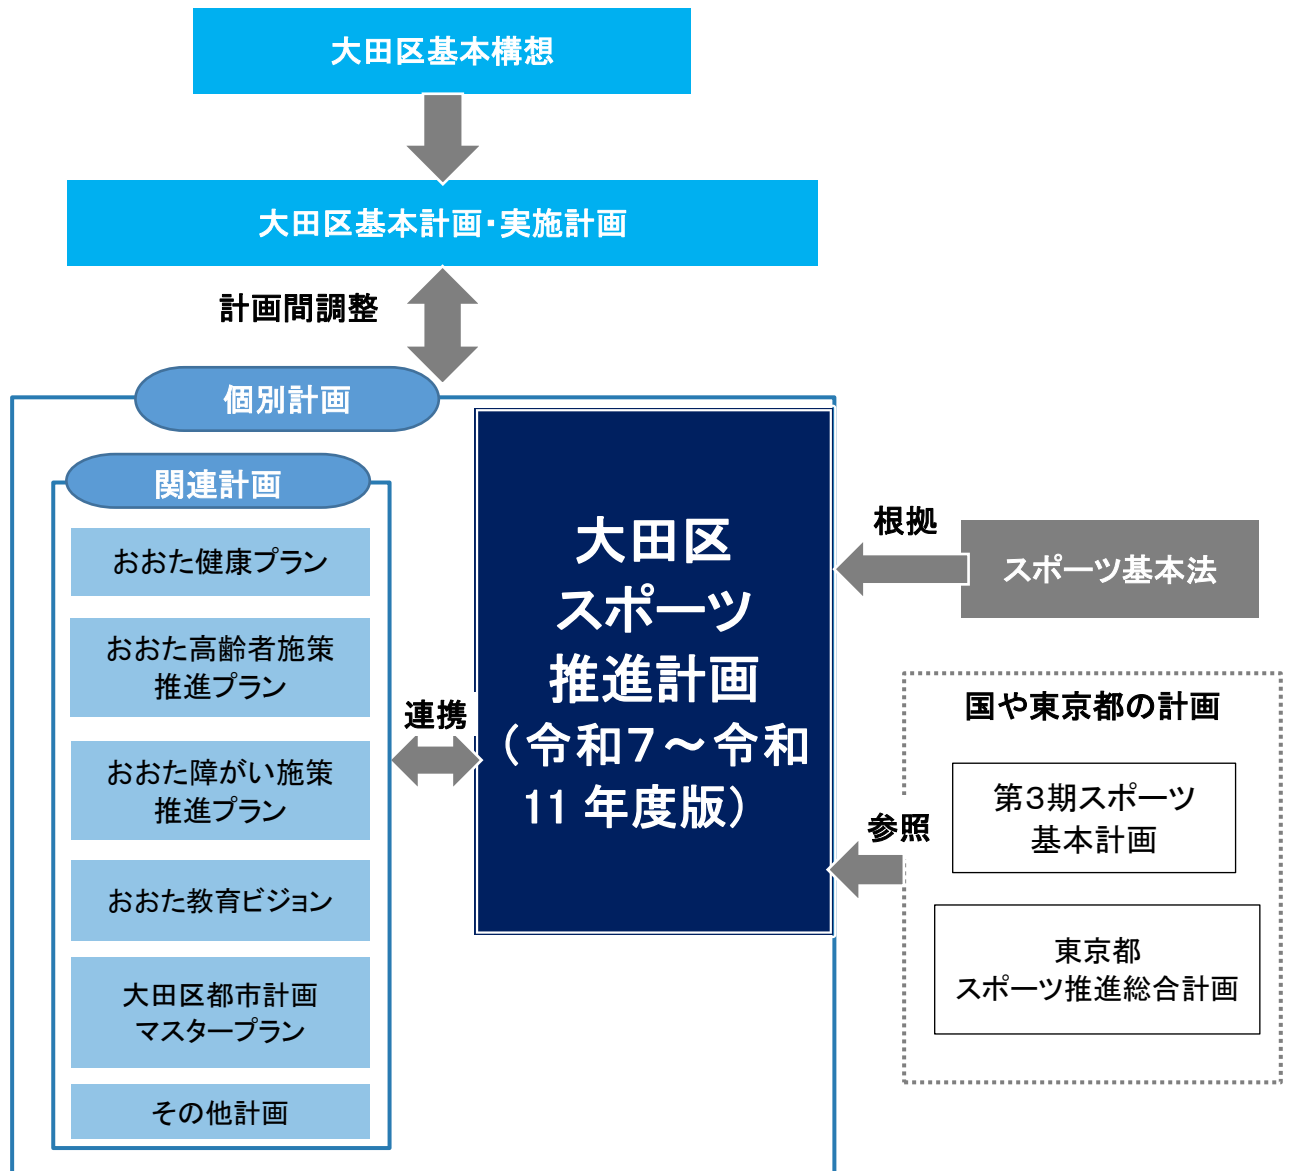 大田区基本構想
大田区基本計画・実施計画
計画間調整
個別計画
関連計画
おおた健康プラン
おおた高齢者施策
推進プラン
おおた障がい施策
推進プラン
おおた教育ビジョン
大田区都市計画
マスタープラン
その他計画
連携
大田区
スポーツ
推進計画
（令和7～令和
11 年度版）
根拠
スポーツ基本法
国や東京都の計画
第3期スポーツ
基本計画
参照
東京都
スポーツ推進総合計画